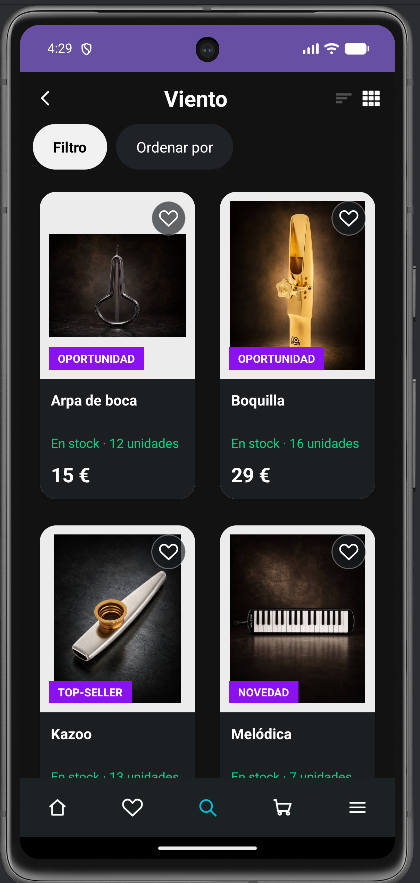 4:29
Viento
Filtro
Ordenar por
OPORTUNIDAD
OPORTUNIDAD
Arpa de boca
Boquilla
En stock · 12 unidades
En stock · 16 unidades
15 €
29 €
TOP-SELLER
NOVEDAD
Kazoo
Melódica
En stock · 13 unidades
En stock · 7 unidades